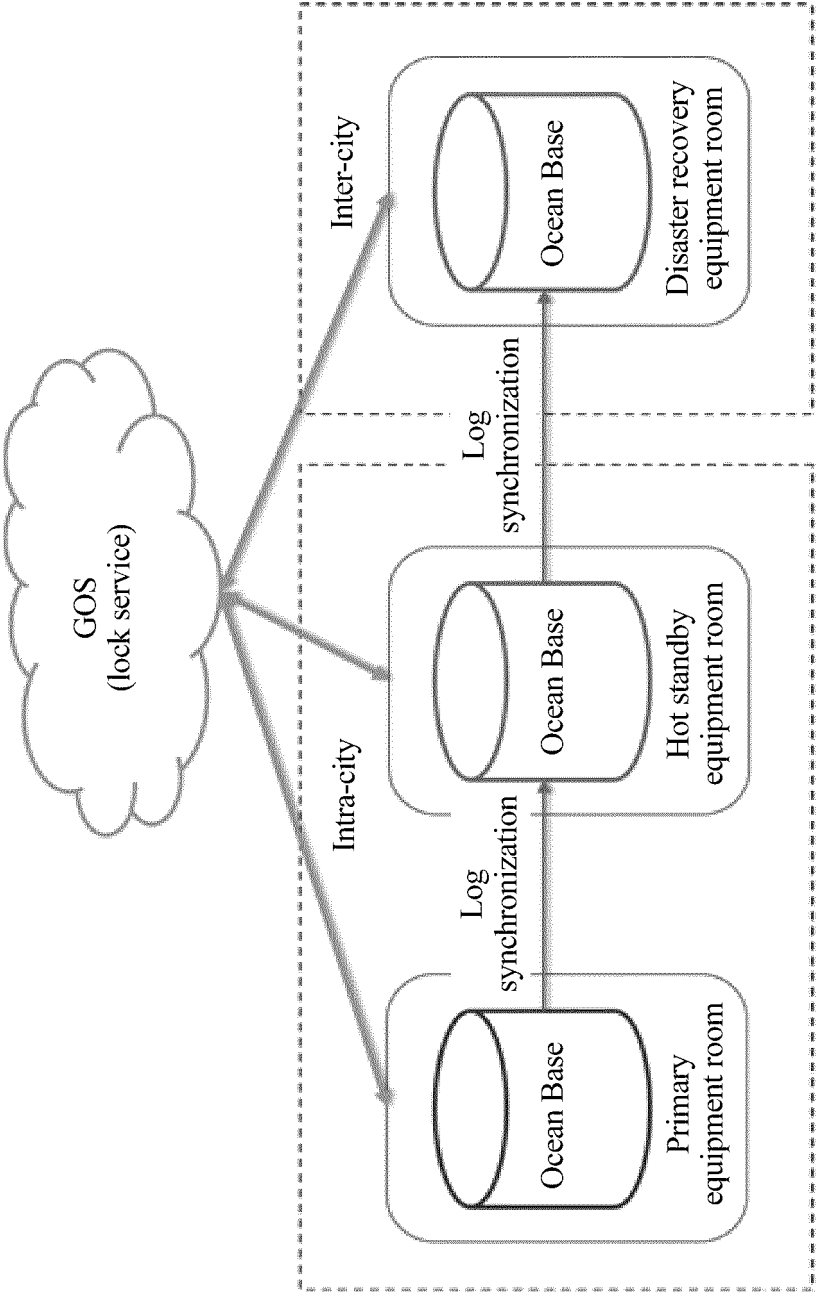 GOS
(lock service)
Intra-city
Inter-city
Log
synchronization
Log
synchronization
Ocean Base
Ocean Base
Ocean Base
Primary
equipment room
Hot standby
equipment room
Disaster recovery
equipment room